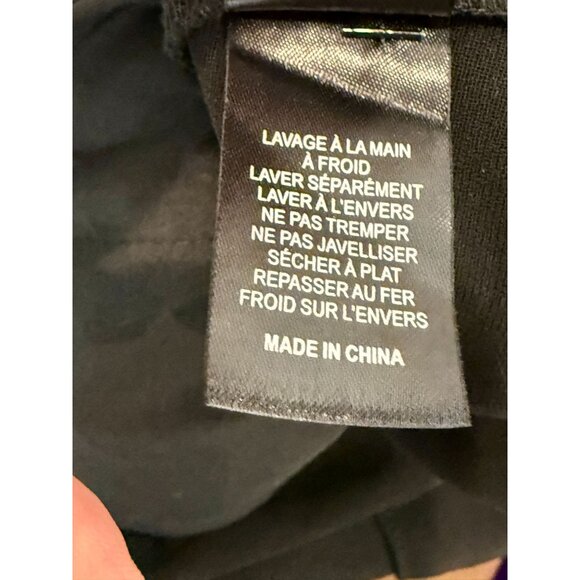 LAVAGE À LA MAIN
À FROID
LAVER SÉPARÉMENT
LAVER À L'ENVERS
NE PAS TREMPER
NE PAS JAVELLISER
SÉCHER À PLAT
REPASSER AU FER
FROID SUR L'ENVERS
MADE IN CHINA